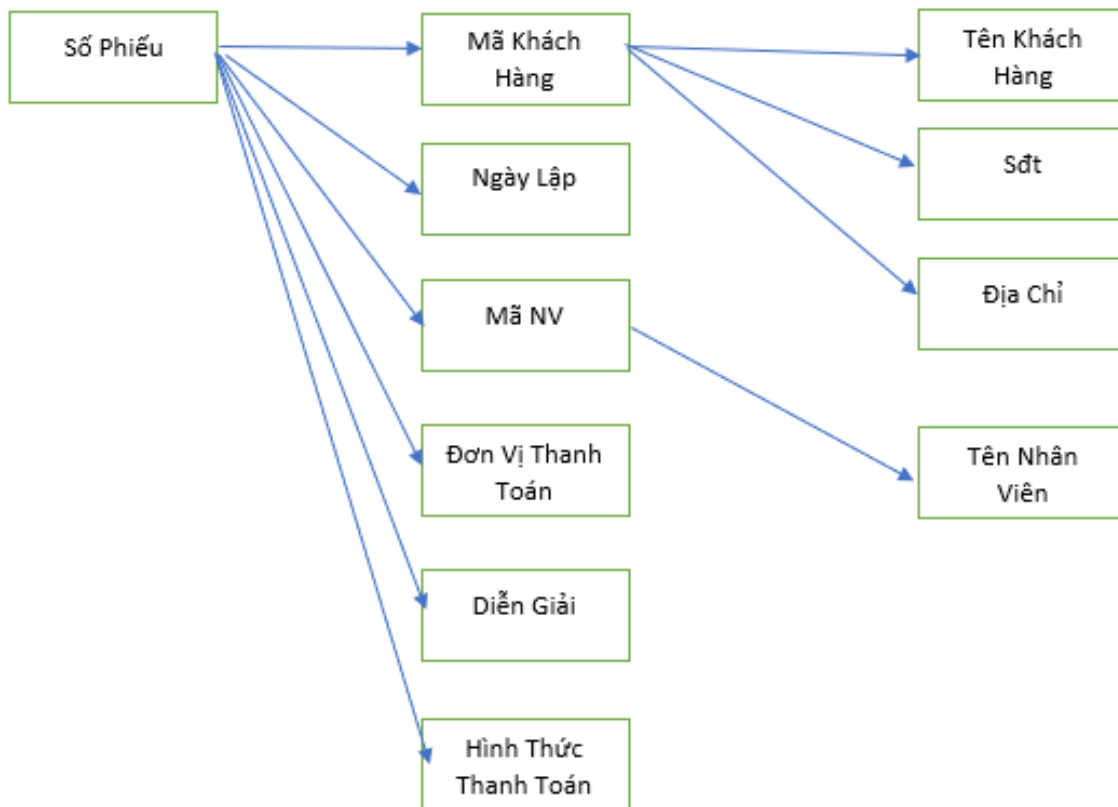 Số Phiếu
Mã Khách
Hàng
Tên Khách
Hàng
Ngày Lập
Sđt
Mã NV
Địa Chỉ
Đơn Vị Thanh
Toán
Tên Nhân
Viên
Diễn Giải
Hình Thức
Thanh Toán